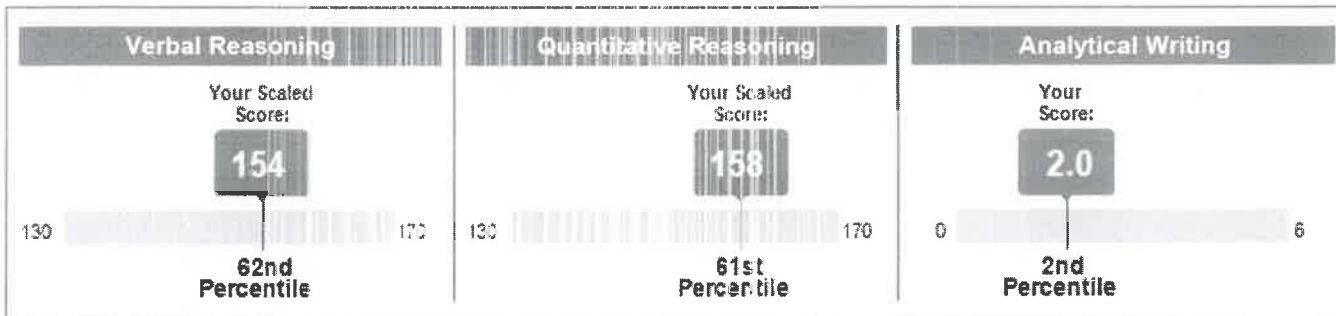 Verbal Reasoning
Your Scaled
Score:
154
130
170
62nd
Percentile
Quantitative Reasoning
Your Scaled
Score:
158
130
170
61st
Percentile
Analytical Writing
Your
Score:
2.0
0
6
2nd
Percentile